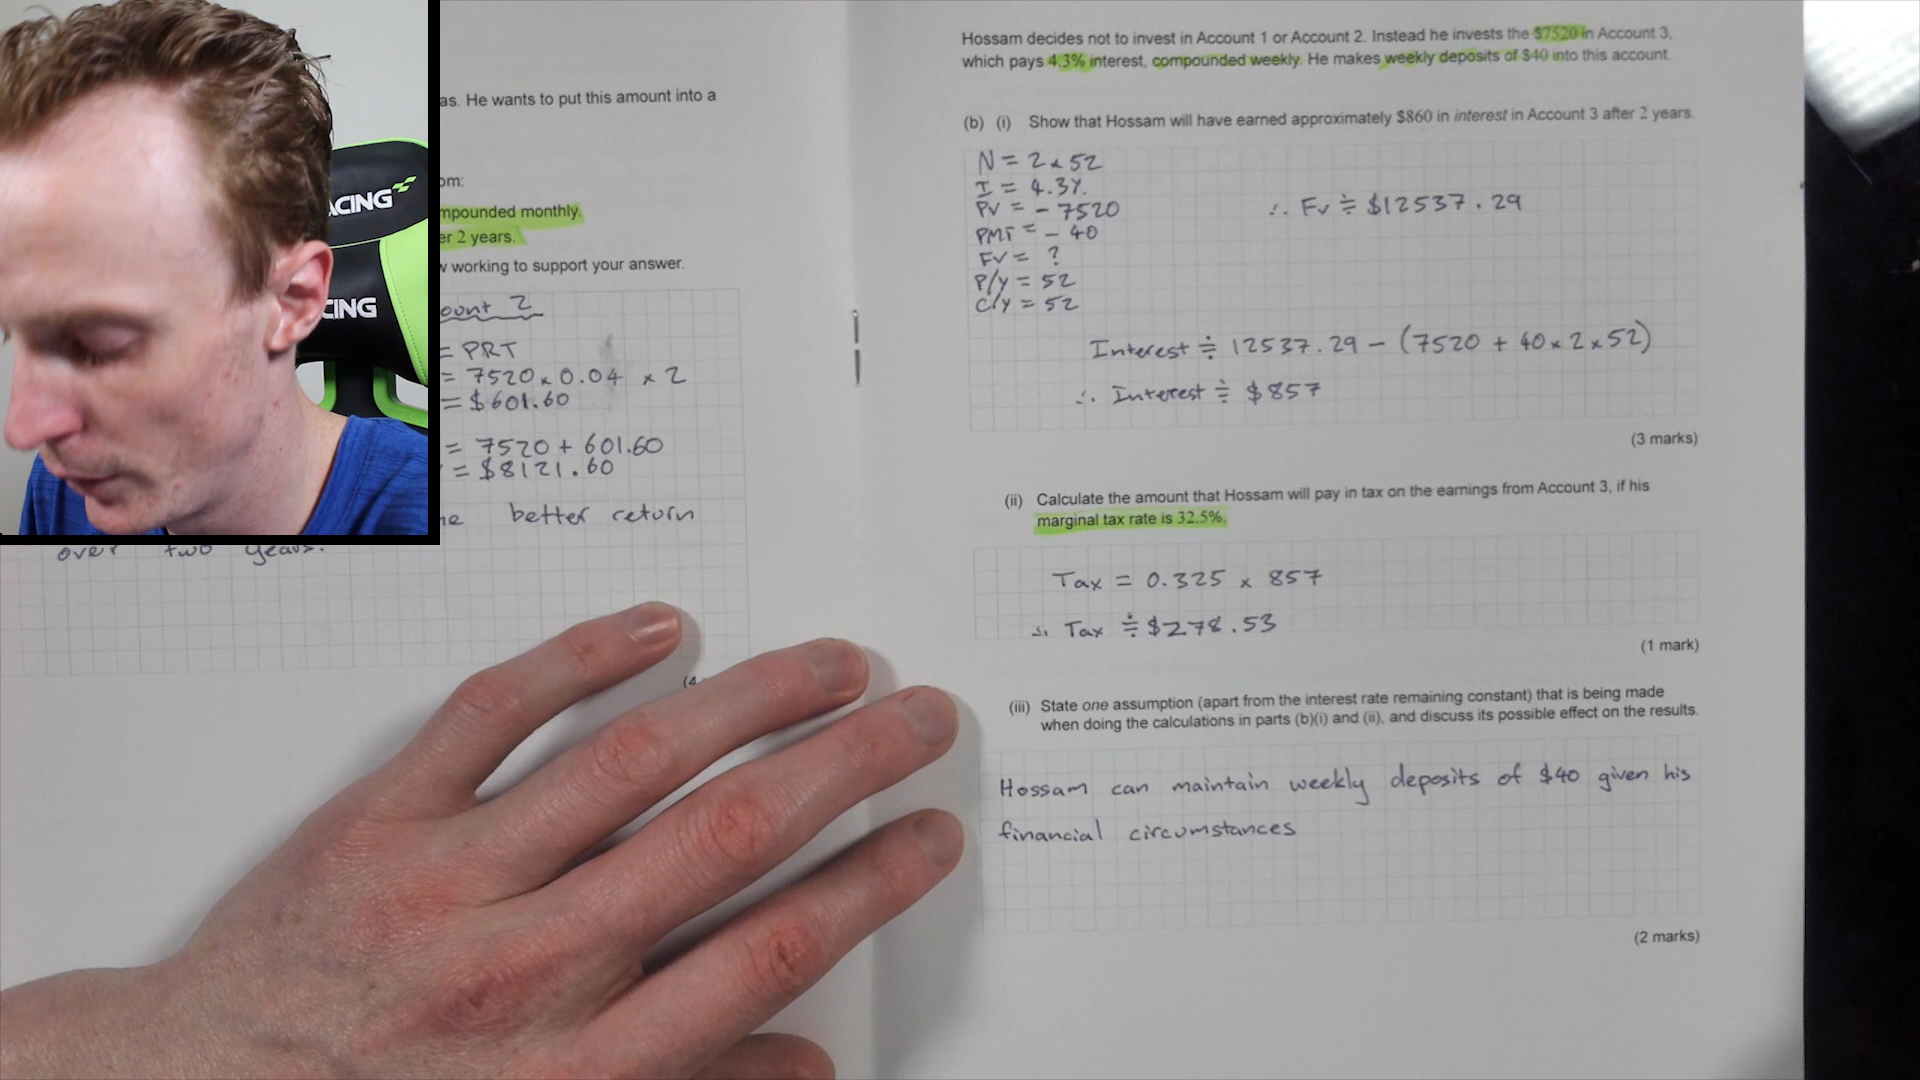 ACING
CING
as. He wants to put this amount into a
om:
mpounded monthly.
er 2 years.
working to support your answer.
ount 2
= PRT
= 7520 × 0.04 × 2
= $601.60
= 7520 + 601.60
= $8121.60
better return
over two years.
(4
Hossam decides not to invest in Account 1 or Account 2. Instead he invests the $7520 in Account 3,
which pays 4.3% interest, compounded weekly. He makes weekly deposits of $40 into this account.
(b) (i) Show that Hossam will have earned approximately $860 in interest in Account 3 after 2 years.
N = 2 × 52
I = 4.3%.
PV = - 7520
PMT = - 40
FV = ?
P/y = 52
C/y = 52
∴ FV ≑ $12537.29
Interest ≑ 12537.29 - (7520 + 40 × 2 × 52)
∴ Interest ≑ $857
(3 marks)
(ii) Calculate the amount that Hossam will pay in tax on the earnings from Account 3, if his
marginal tax rate is 32.5%.
Tax = 0.325 × 857
∴ Tax ≑ $278.53
(1 mark)
(iii) State one assumption (apart from the interest rate remaining constant) that is being made
when doing the calculations in parts (b)(i) and (ii), and discuss its possible effect on the results.
Hossam can maintain weekly deposits of $40 given his
financial circumstances
(2 marks)